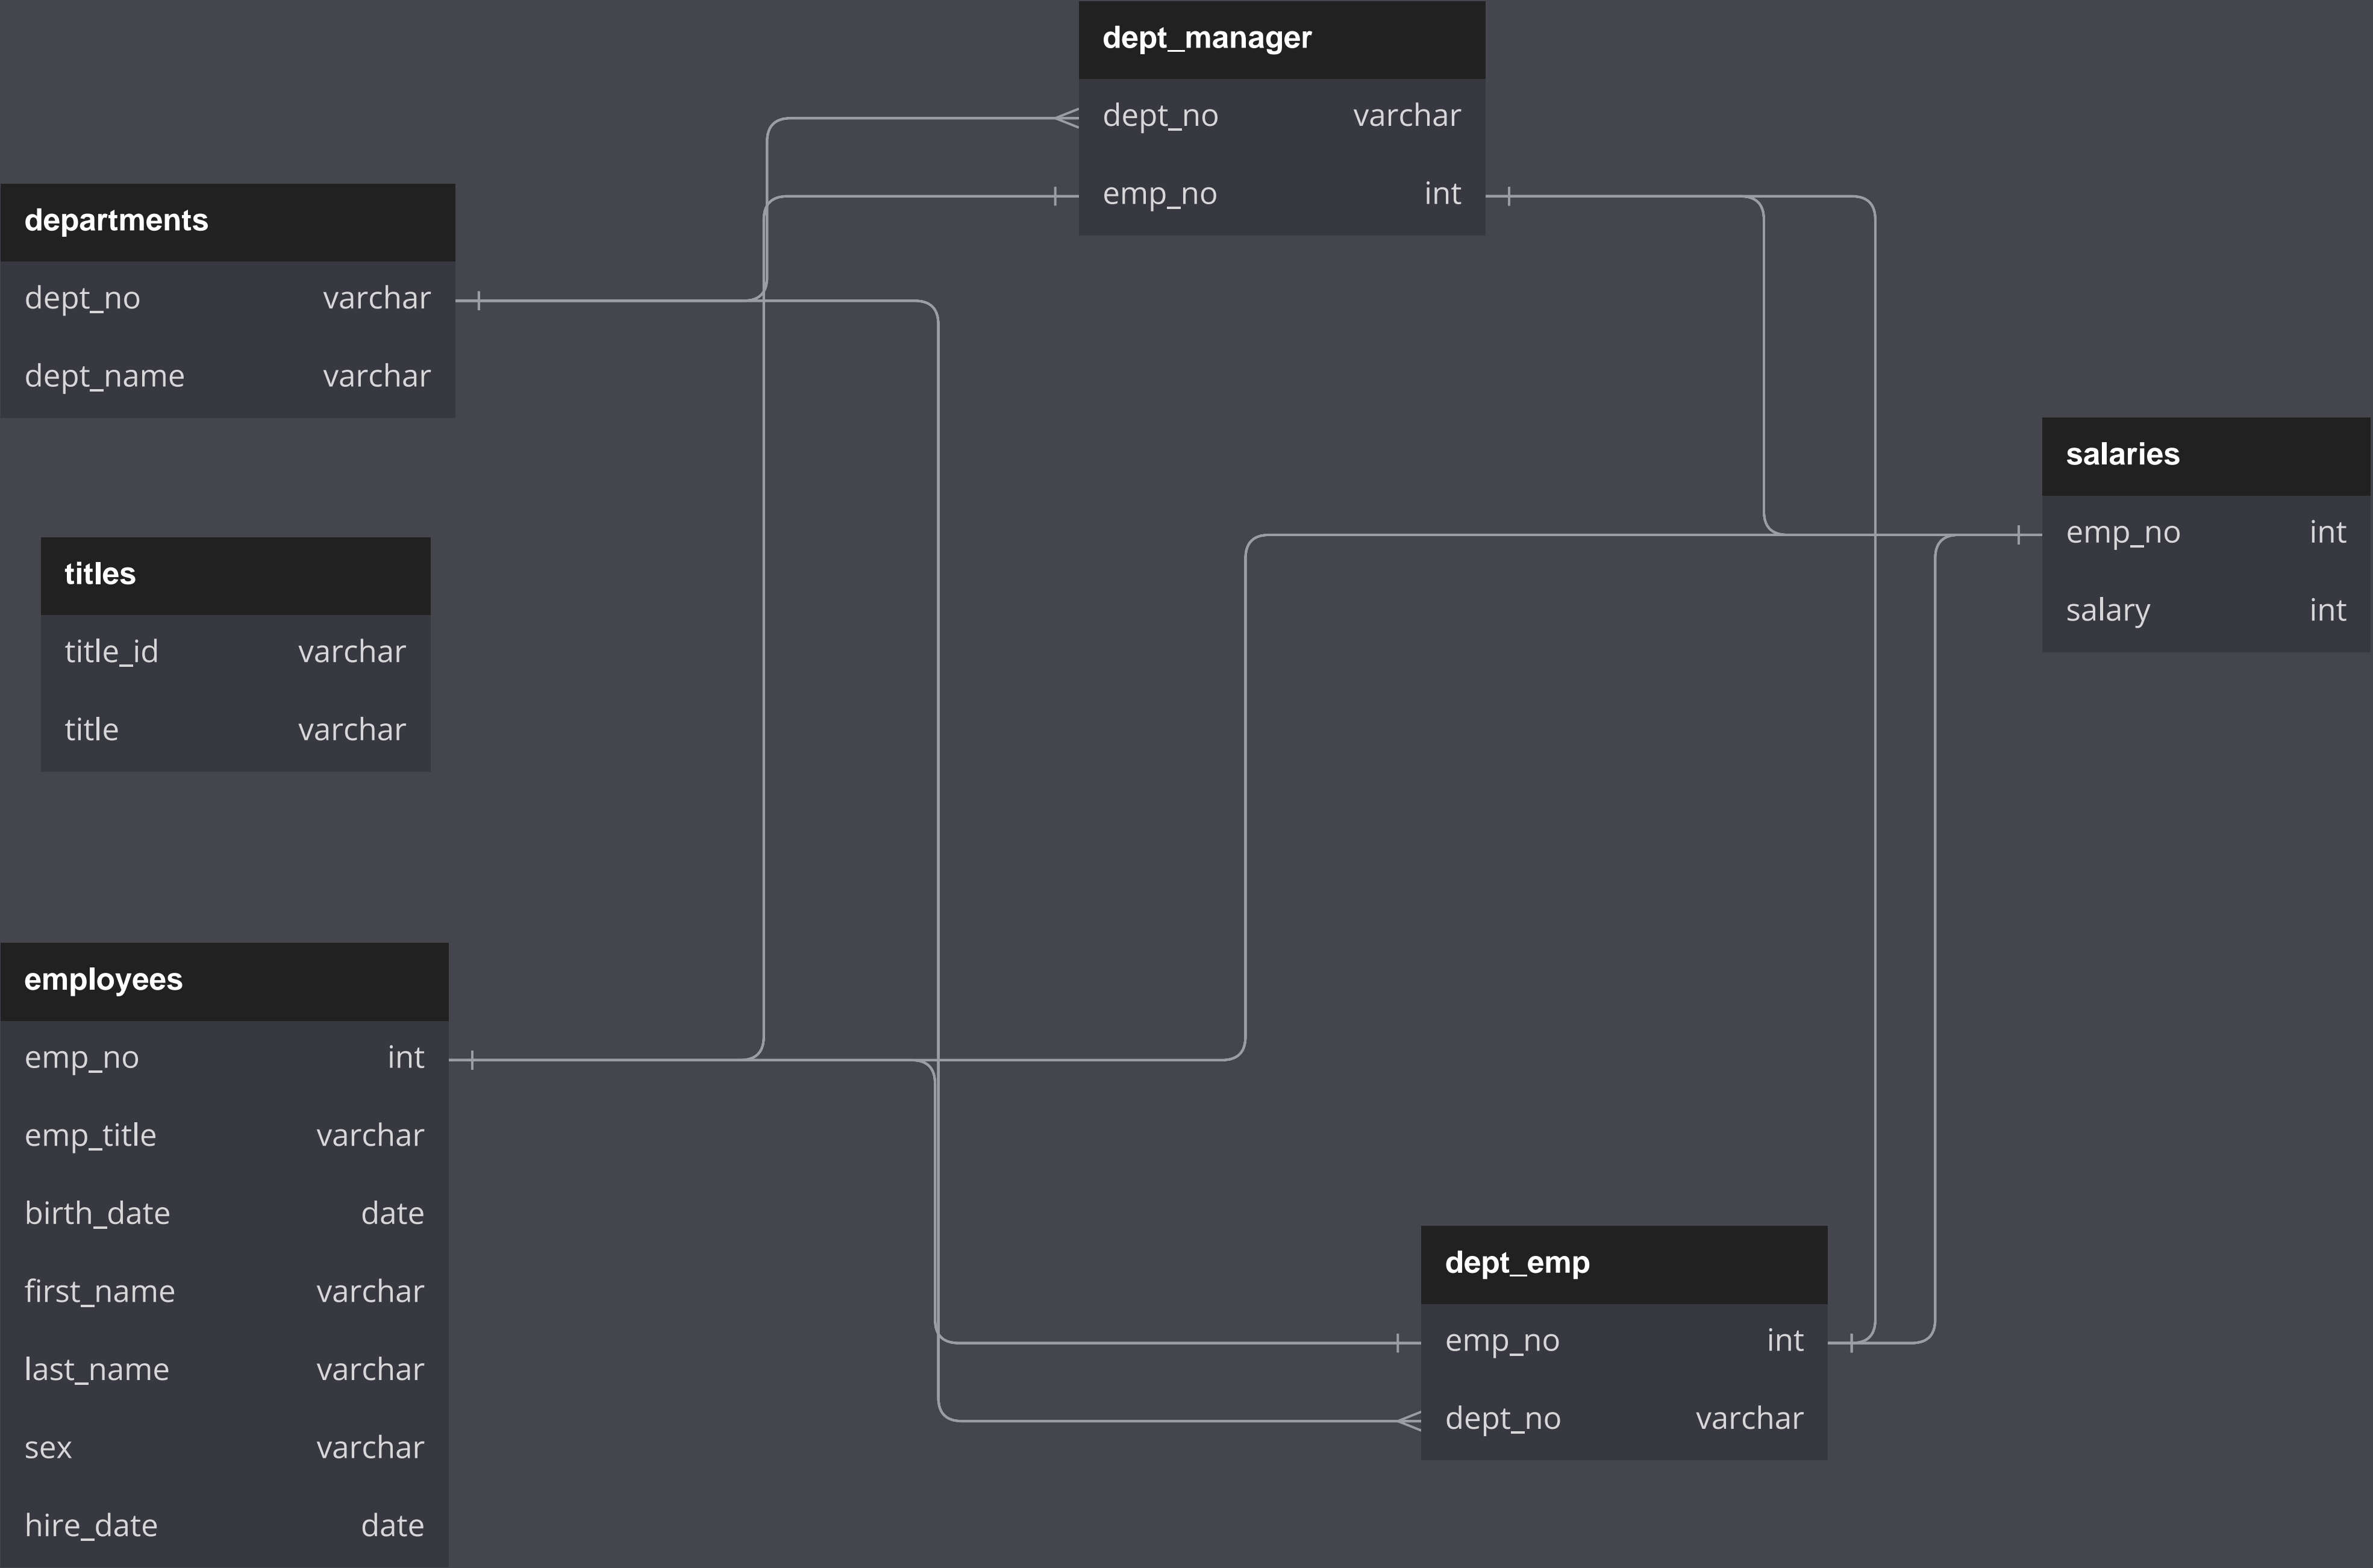 dept_manager
dept_no varchar
emp_no int
departments
dept_no varchar
dept_name varchar
salaries
emp_no int
salary int
titles
title_id varchar
title varchar
employees
emp_no int
emp_title varchar
birth_date date
first_name varchar
last_name varchar
sex varchar
hire_date date
dept_emp
emp_no int
dept_no varchar